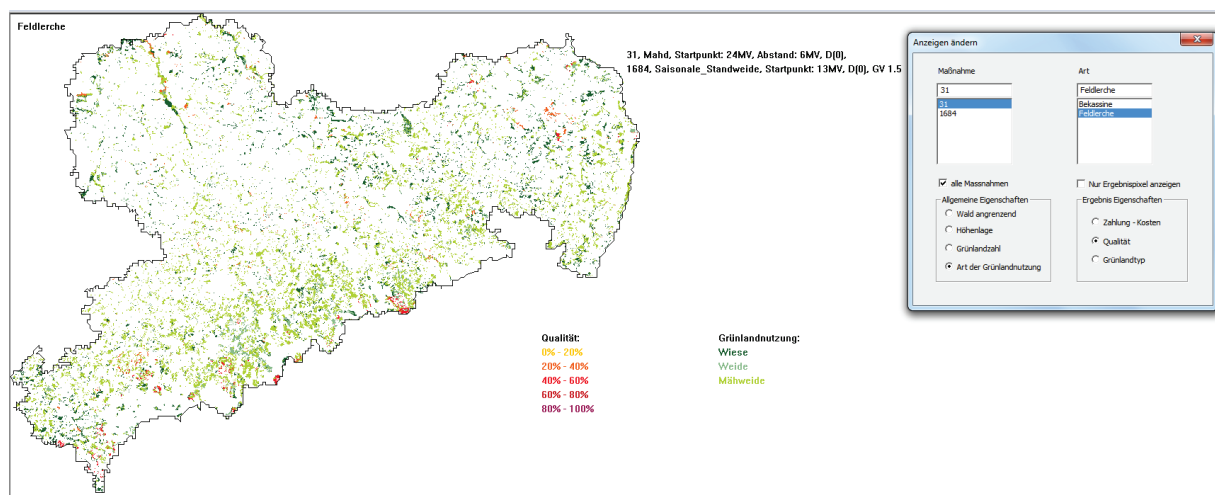 Feldlerche
31, Mahd, Startpunkt: 24MV, Abstand: 6MV, D(0),
1684, Saisonale_Standweide, Startpunkt: 13MV, D(0), GV 1.5
Qualität:
0% - 20%
20% - 40%
40% - 60%
60% - 80%
80% - 100%
Grünlandnutzung:
Wiese
Weide
Mähweide
Anzeigen ändern
Maßnahme
31
31
1684
Art
Feldlerche
Bekassine
Feldlerche
alle Massnahmen
Nur Ergebnispixel anzeigen
Allgemeine Eigenschaften
Wald angrenzend
Höhenlage
Grünlandzahl
Art der Grünlandnutzung
Ergebnis Eigenschaften
Zahlung - Kosten
Qualität
Grünlandtyp